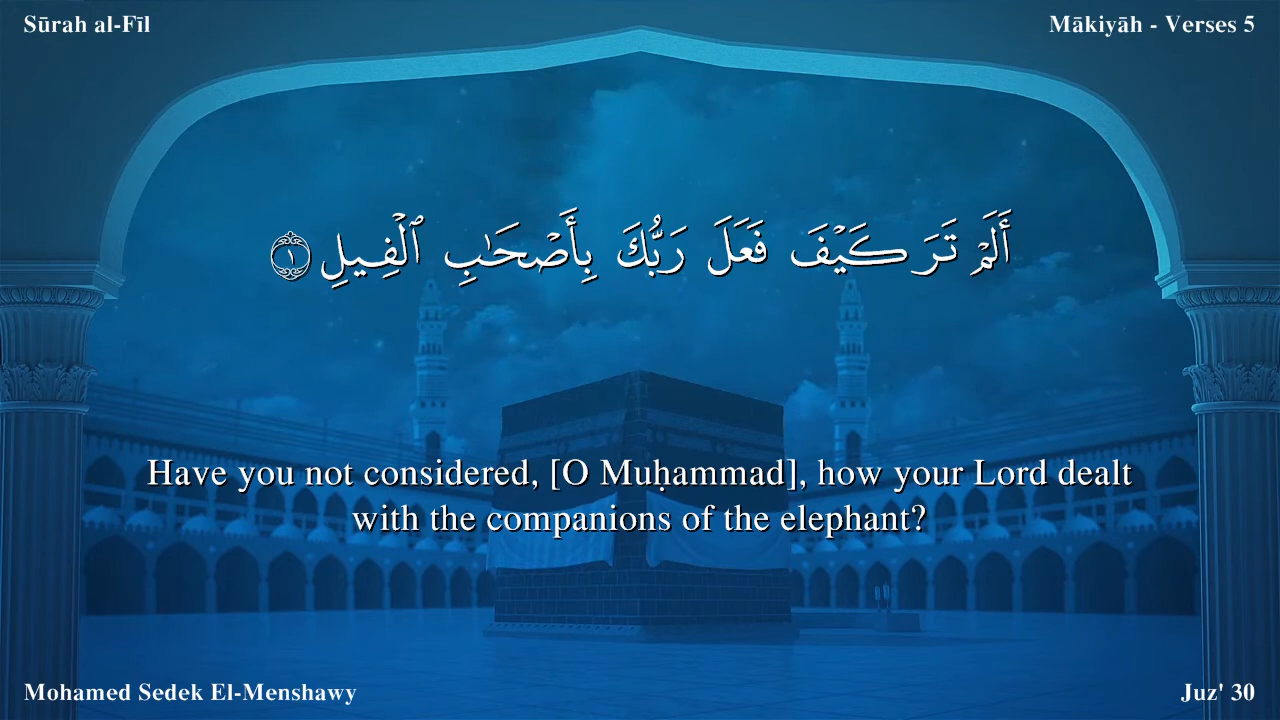 Sūrah al-Fīl
Mākiyāh - Verses 5
أَلَمْ تَرَ كَيْفَ فَعَلَ رَبُّكَ بِأَصْحَٰبِ ٱلْفِيلِ ١
Have you not considered, [O Muḥammad], how your Lord dealt
with the companions of the elephant?
Mohamed Sedek El-Menshawy
Juz' 30